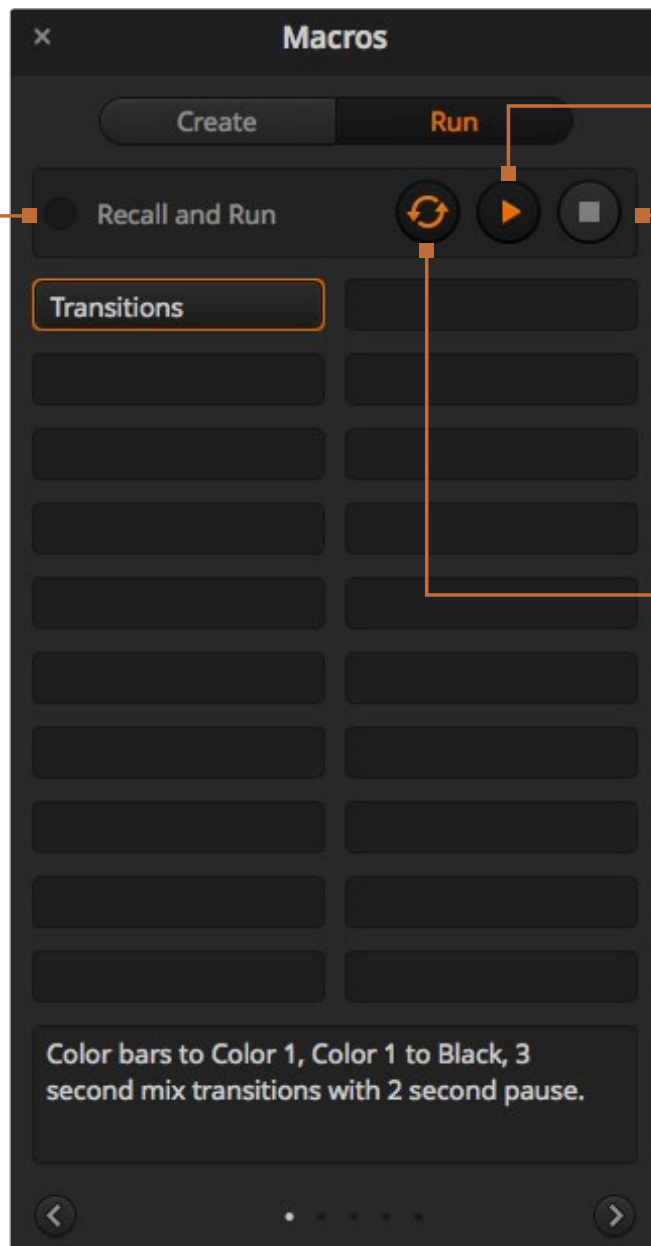 Macros
Create Run
Recall and Run
Transitions
Color bars to Color 1, Color 1 to Black, 3
second mix transitions with 2 second pause.